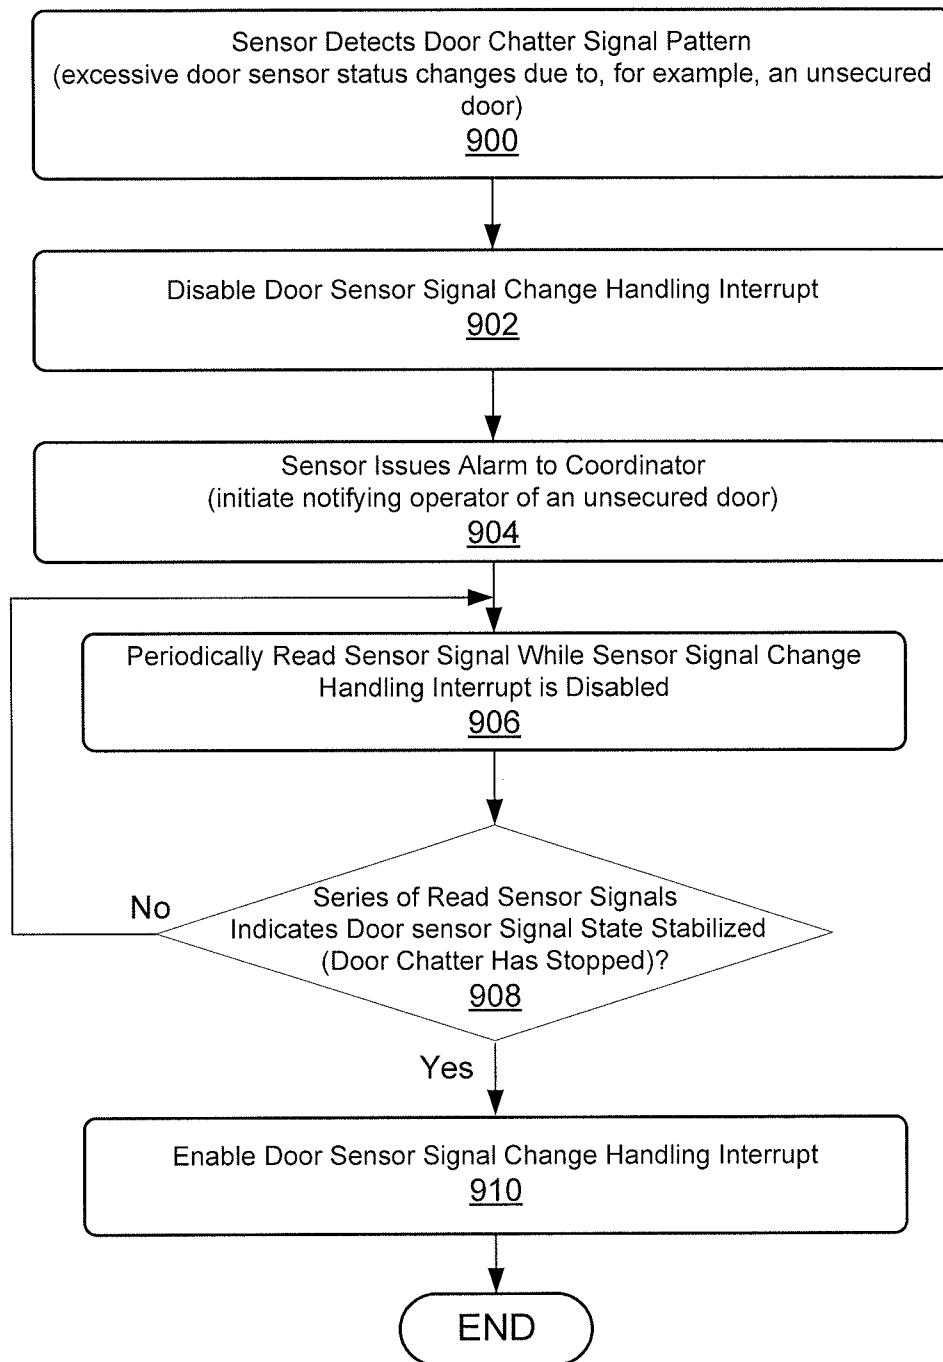 Sensor Detects Door Chatter Signal Pattern
(excessive door sensor status changes due to, for example, an unsecured
door)
900
Disable Door Sensor Signal Change Handling Interrupt
902
Sensor Issues Alarm to Coordinator
(initiate notifying operator of an unsecured door)
904
Periodically Read Sensor Signal While Sensor Signal Change
Handling Interrupt is Disabled
906
No
Series of Read Sensor Signals
Indicates Door sensor Signal State Stabilized
(Door Chatter Has Stopped)?
908
Yes
Enable Door Sensor Signal Change Handling Interrupt
910
END